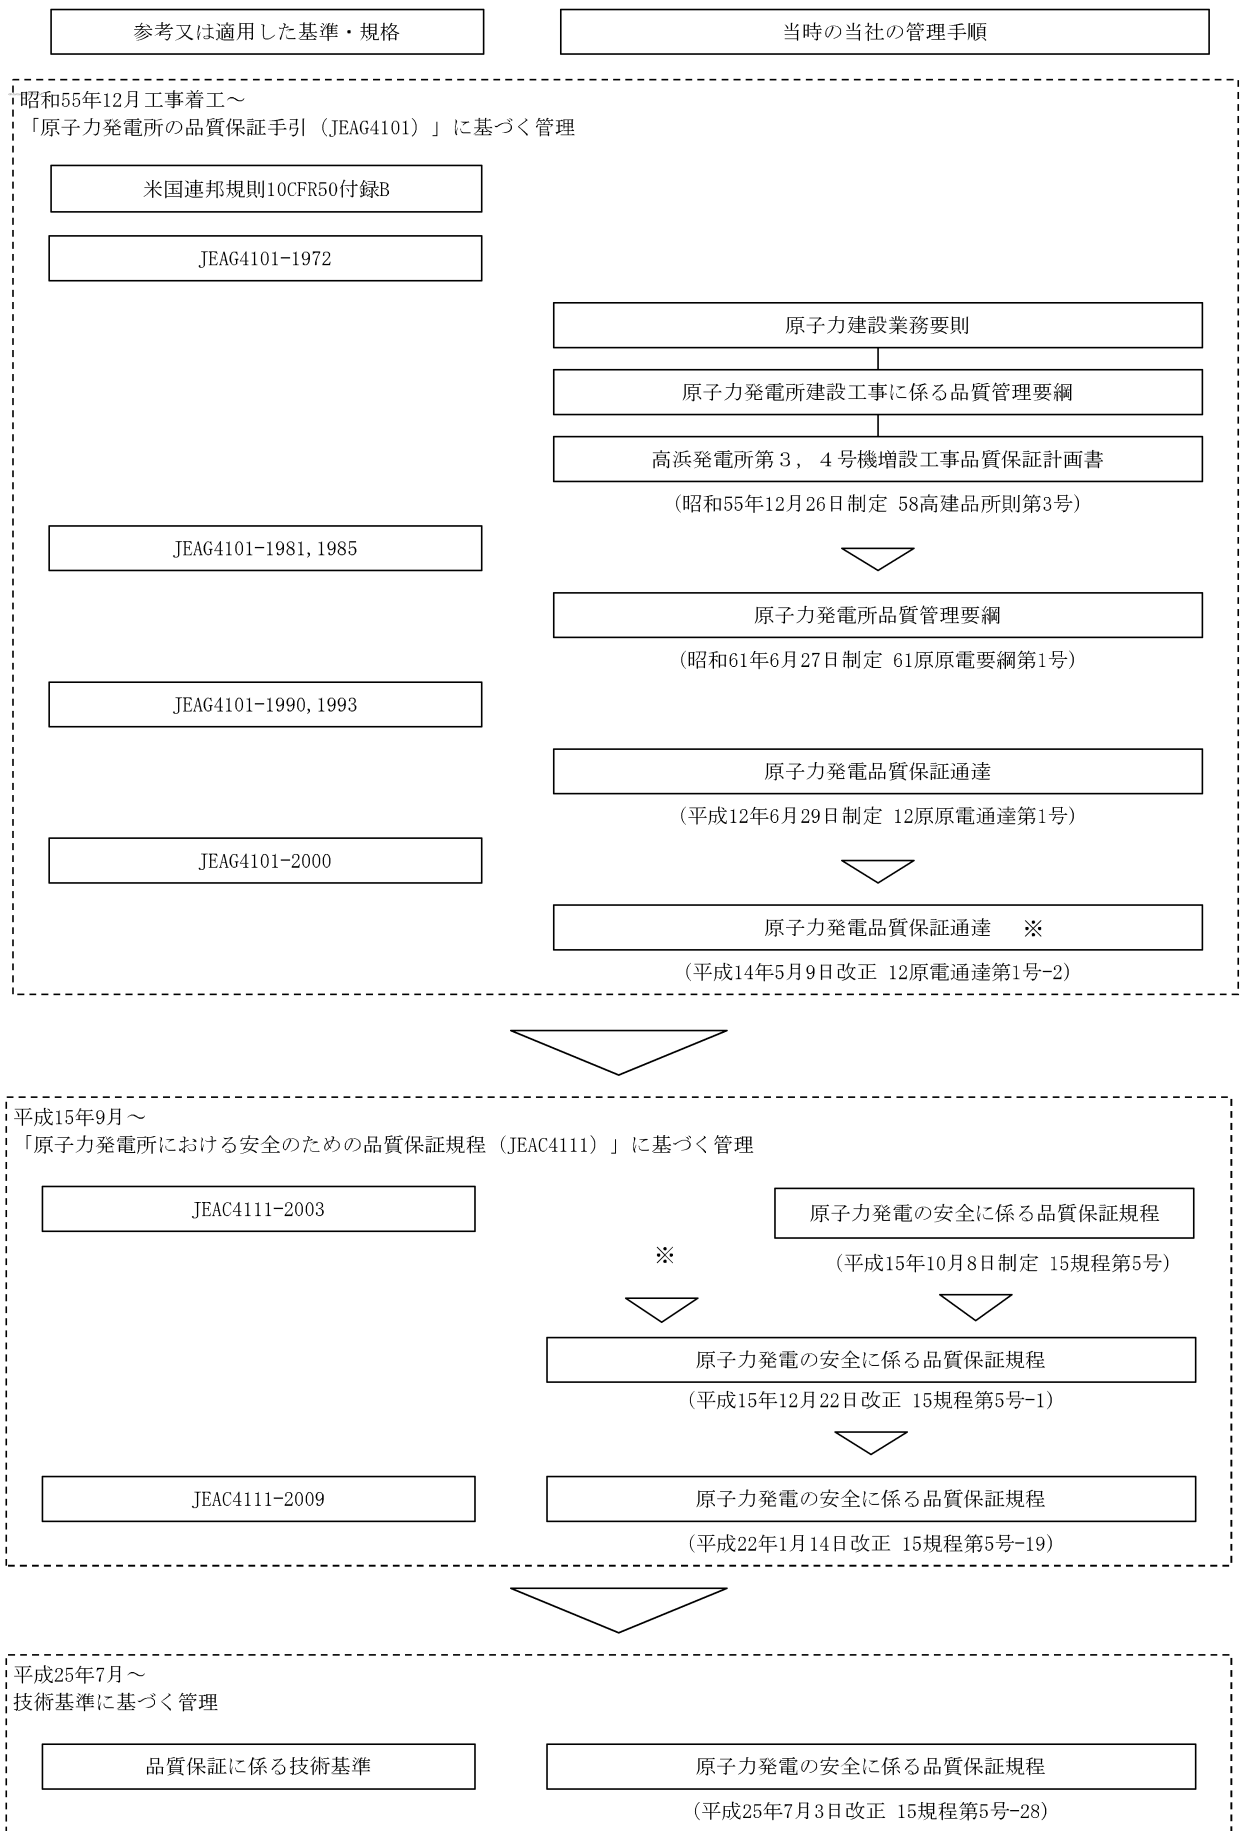 参考又は適用した基準・規格
当時の当社の管理手順
昭和55年12月工事着工～
「原子力発電所の品質保証手引（JEAG4101）」に基づく管理
米国連邦規則10CFR50付録B
JEAG4101-1972
原子力建設業務要則
原子力発電所建設工事に係る品質管理要綱
高浜発電所第３，４号機増設工事品質保証計画書
（昭和55年12月26日制定 58高建品所則第3号）
JEAG4101-1981,1985
原子力発電所品質管理要綱
（昭和61年6月27日制定 61原原電要綱第1号）
JEAG4101-1990,1993
原子力発電品質保証通達
（平成12年6月29日制定 12原原電通達第1号）
JEAG4101-2000
原子力発電品質保証通達 ※
（平成14年5月9日改正 12原電通達第1号-2）
平成15年9月～
「原子力発電所における安全のための品質保証規程（JEAC4111）」に基づく管理
JEAC4111-2003
原子力発電の安全に係る品質保証規程
※
（平成15年10月8日制定 15規程第5号）
原子力発電の安全に係る品質保証規程
（平成15年12月22日改正 15規程第5号-1）
JEAC4111-2009
原子力発電の安全に係る品質保証規程
（平成22年1月14日改正 15規程第5号-19）
平成25年7月～
技術基準に基づく管理
品質保証に係る技術基準
原子力発電の安全に係る品質保証規程
（平成25年7月3日改正 15規程第5号-28）